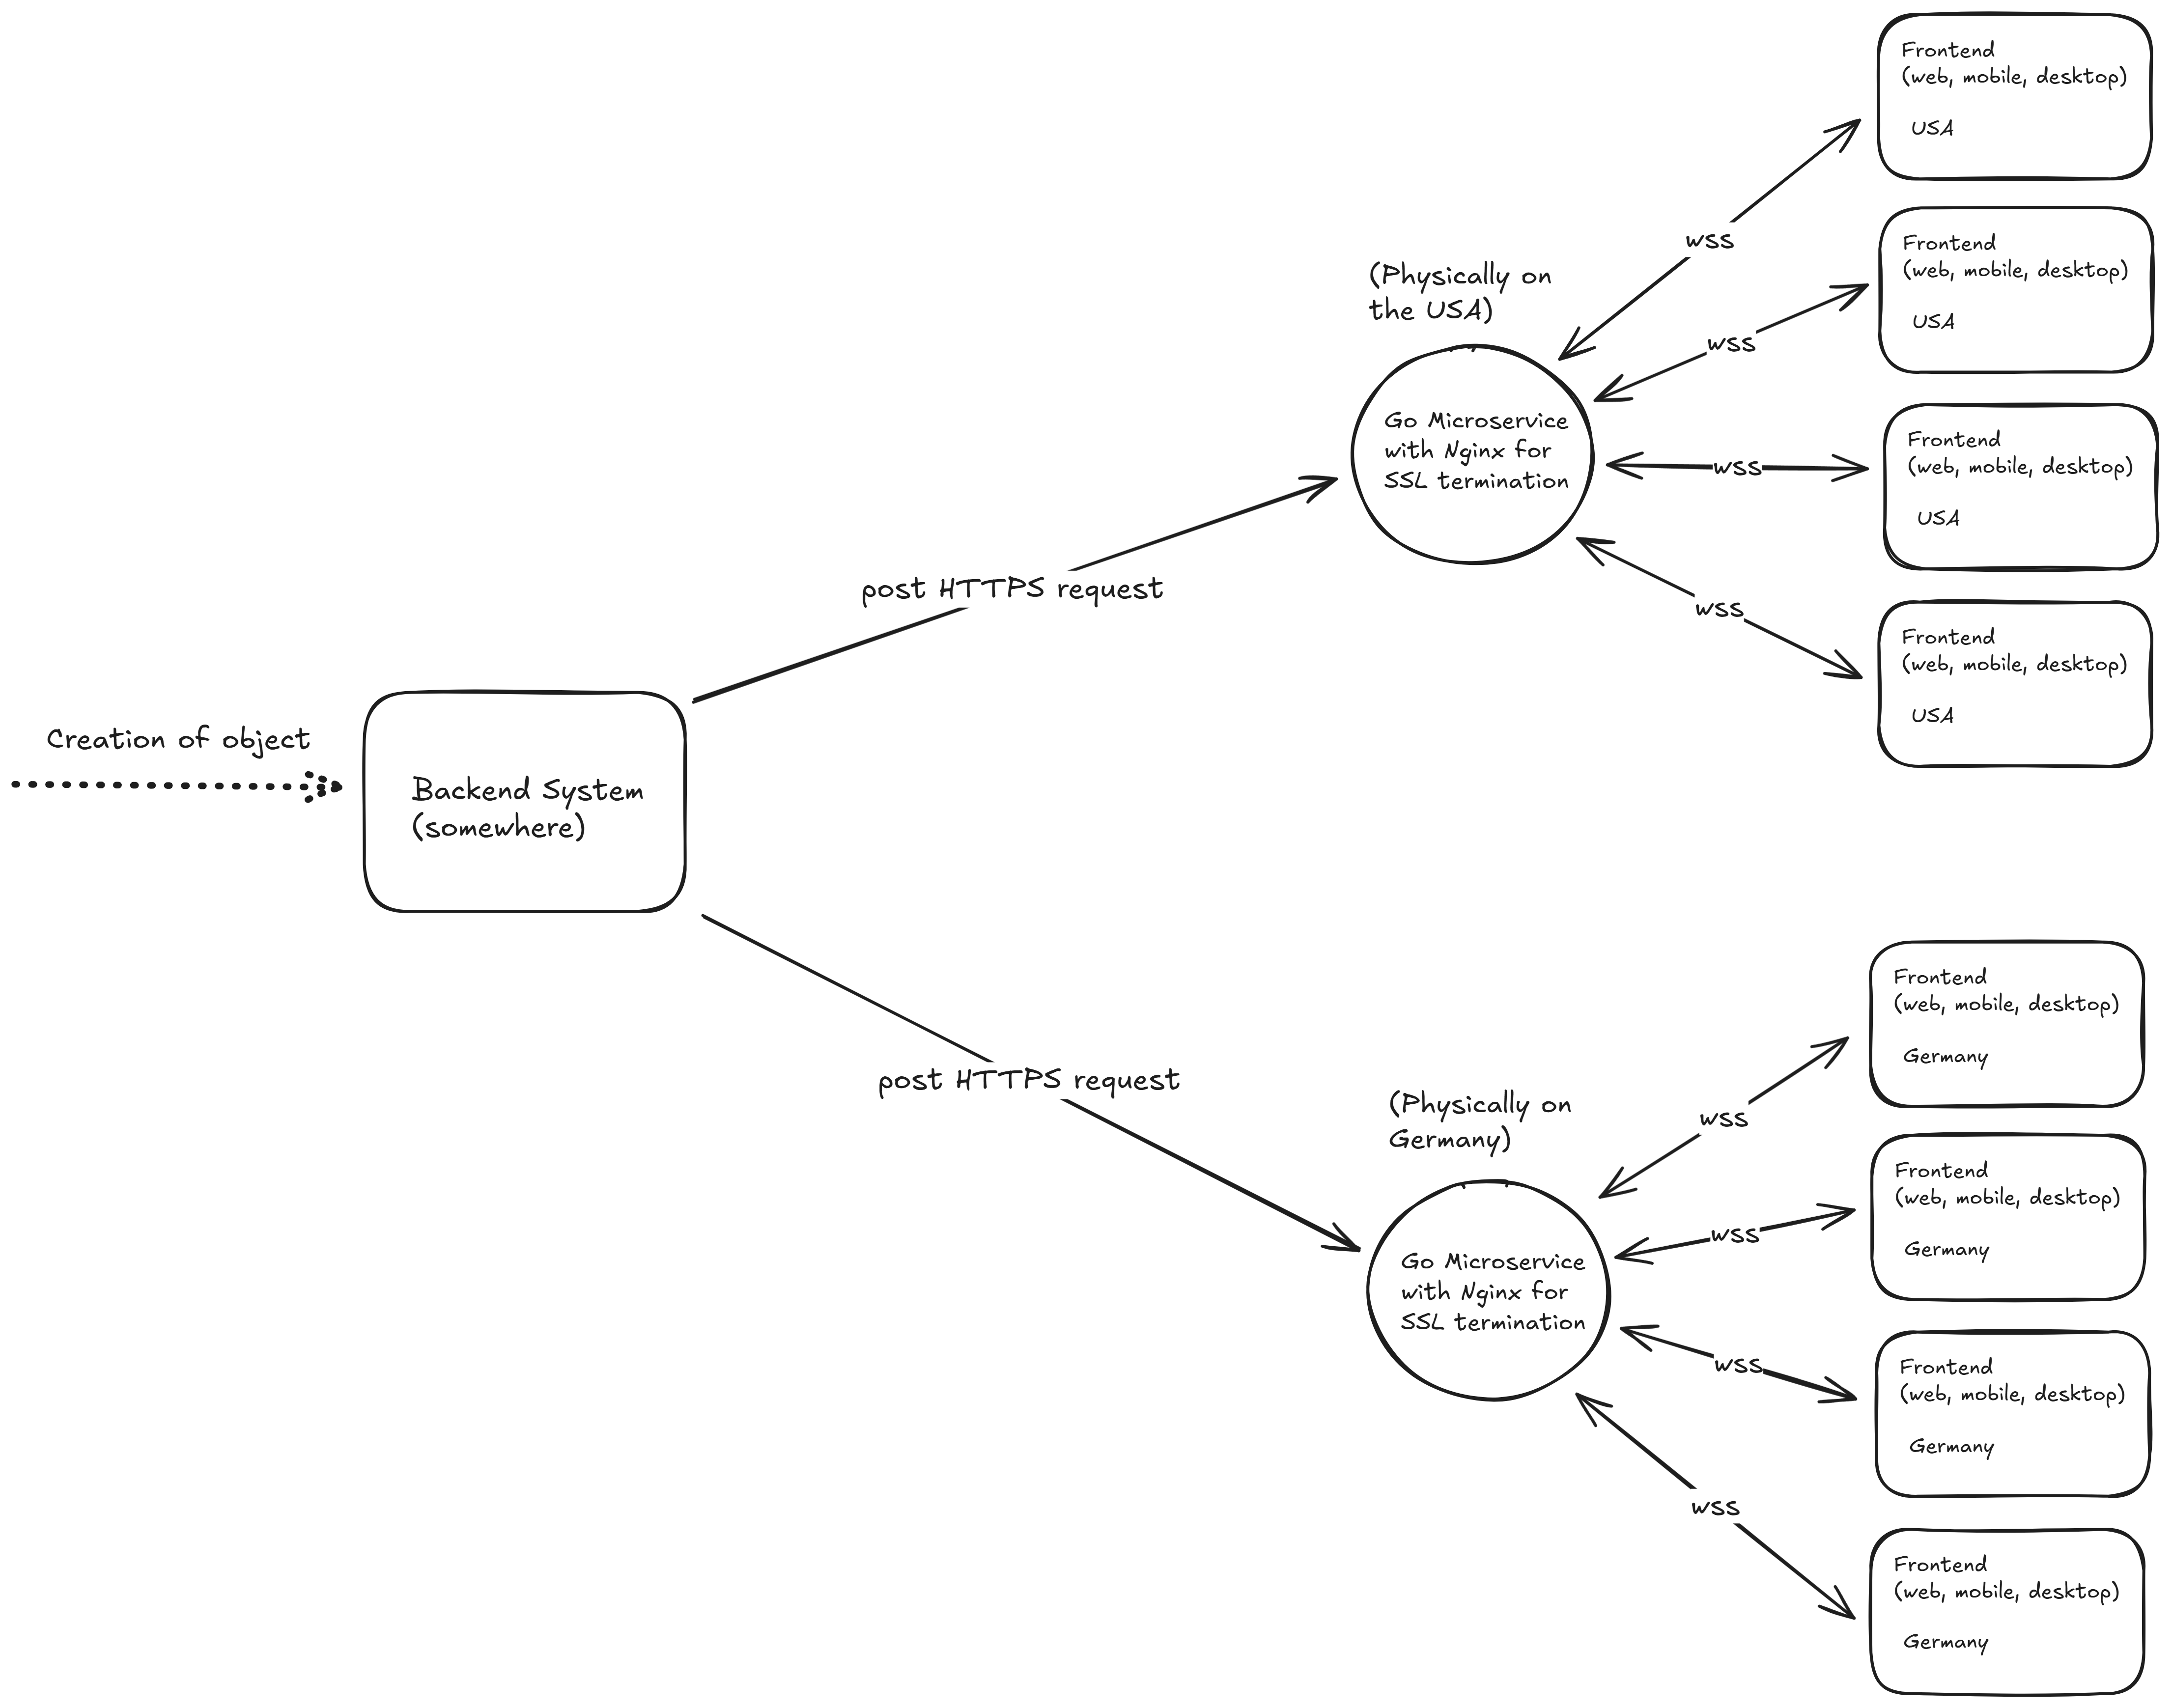 Creation of object
Backend System
(somewhere)
post HTTPS request
(Physically on
the USA)
Go Microservice
with Nginx for
SSL termination
wss
wss
wss
wss
Frontend
(web, mobile, desktop)
USA
Frontend
(web, mobile, desktop)
USA
Frontend
(web, mobile, desktop)
USA
Frontend
(web, mobile, desktop)
USA
post HTTPS request
(Physically on
Germany)
Go Microservice
with Nginx for
SSL termination
wss
wss
wss
wss
Frontend
(web, mobile, desktop)
Germany
Frontend
(web, mobile, desktop)
Germany
Frontend
(web, mobile, desktop)
Germany
Frontend
(web, mobile, desktop)
Germany